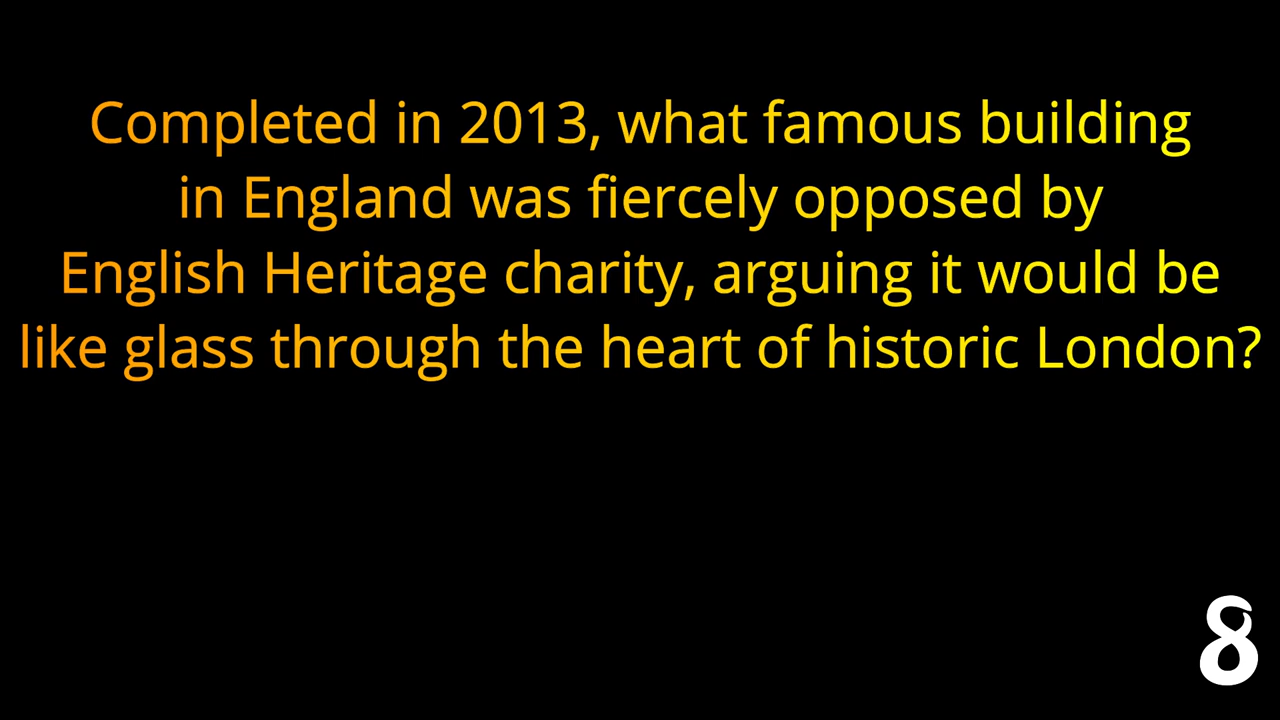 Completed in 2013, what famous building
in England was fiercely opposed by
English Heritage charity, arguing it would be
like glass through the heart of historic London?
8